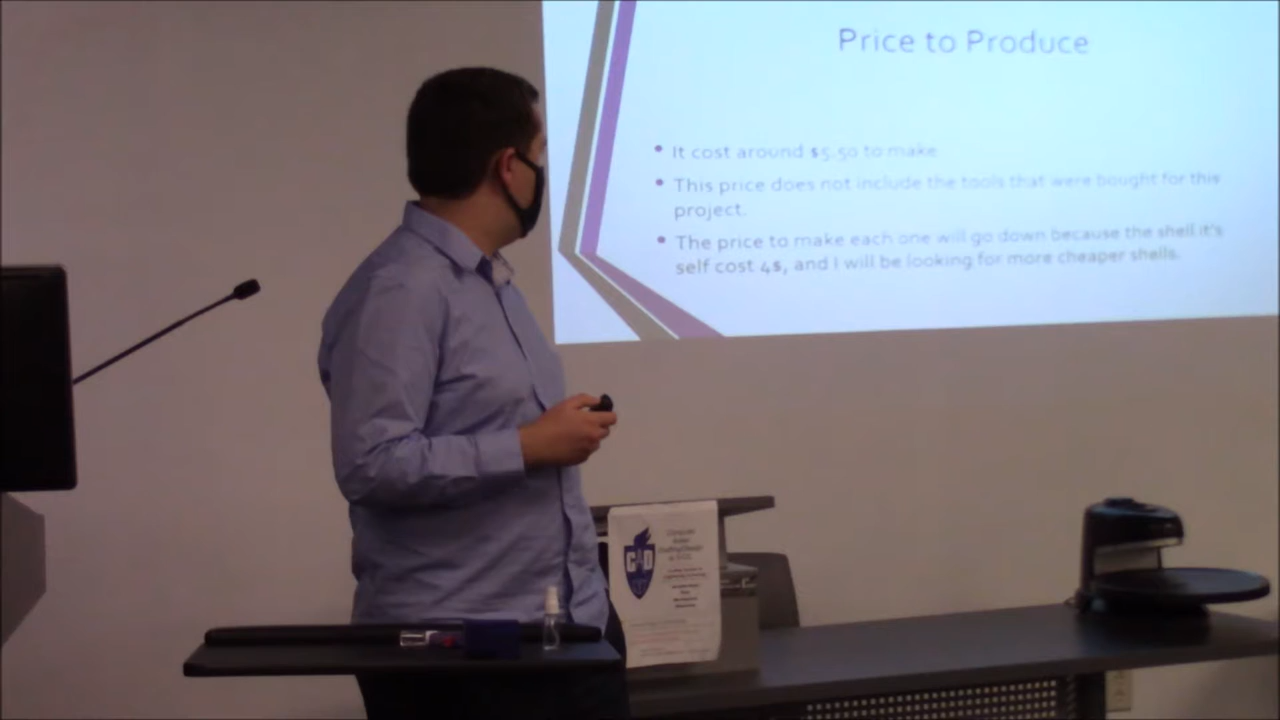 Price to Produce
• It cost around $5.50 to make
• This price does not include the tools that were bought for this
project.
• The price to make each one will go down because the shell it's
self cost 4$, and I will be looking for more cheaper shells.
CAD